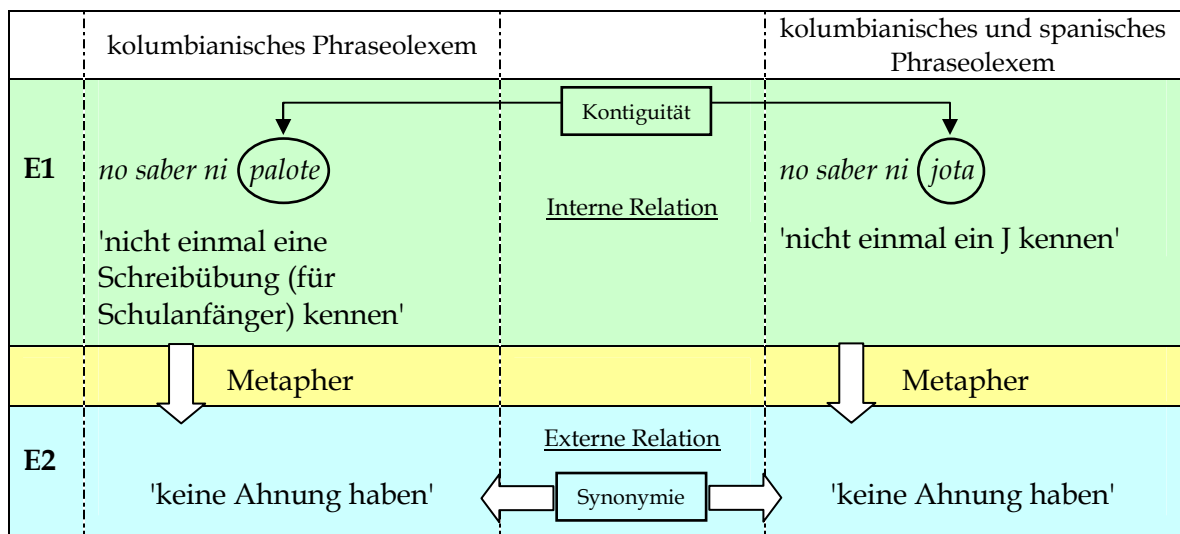 kolumbianisches Phraseolexem
kolumbianisches und spanisches
Phraseolexem
Kontiguität
E1
no saber ni palote
no saber ni jota
Interne Relation
'nicht einmal eine
Schreibübung (für
Schulanfänger) kennen'
'nicht einmal ein J kennen'
Metapher
Metapher
E2
Externe Relation
'keine Ahnung haben'
Synonymie
'keine Ahnung haben'